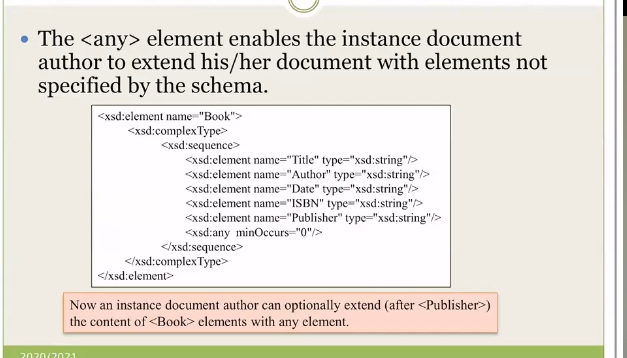 The <any> element enables the instance document
author to extend his/her document with elements not
specified by the schema.
<xsd:element name="Book">
<xsd:complexType>
<xsd:sequence>
<xsd:element name="Title" type="xsd:string"/>
<xsd:element name="Author" type="xsd:string"/>
<xsd:element name="Date" type="xsd:string"/>
<xsd:element name="ISBN" type="xsd:string"/>
<xsd:element name="Publisher" type="xsd:string"/>
<xsd:any minOccurs="0"/>
</xsd:sequence>
</xsd:complexType>
</xsd:element>
Now an instance document author can optionally extend (after <Publisher>)
the content of <Book> elements with any element.
2020/2021